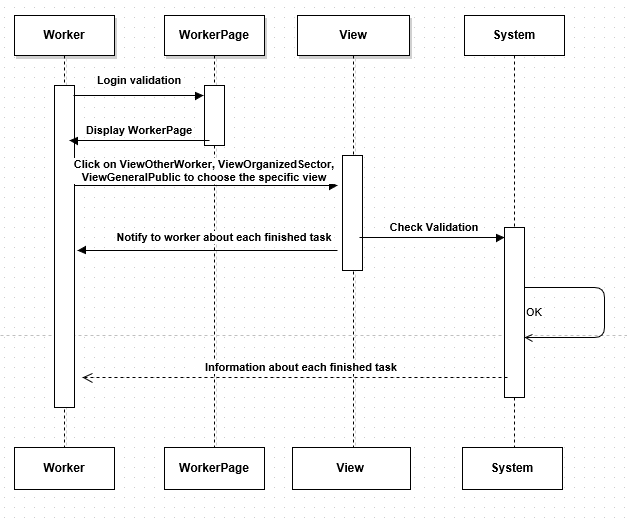 Worker
WorkerPage
View
System
Login validation
Display WorkerPage
Click on ViewOtherWorker, ViewOrganizedSector,
ViewGeneralPublic to choose the specific view
Check Validation
Notify to worker about each finished task
OK
Information about each finished task
Worker
WorkerPage
View
System